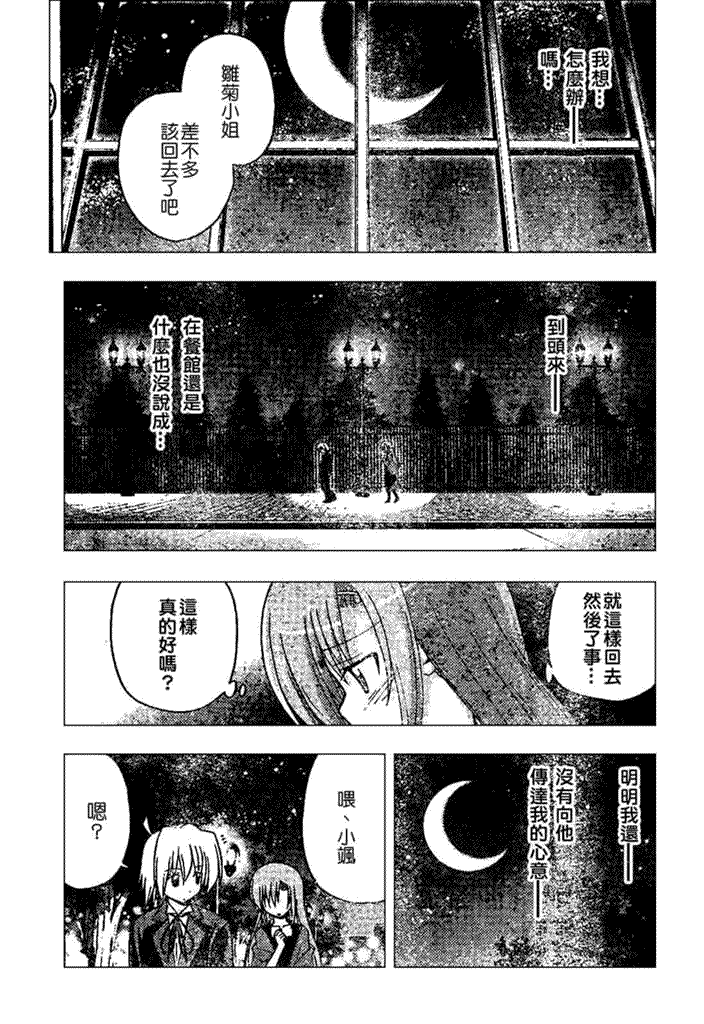 我想…
怎麼辦
嗎…
雛菊小姐
差不多
該回去了吧
到頭來——
在餐館還是
什麼也沒說成…
就這樣回去
然後了事…
這樣
真的好嗎？
明明我還——
沒有向他
傳達我的心意——
喂、小颯
嗯？